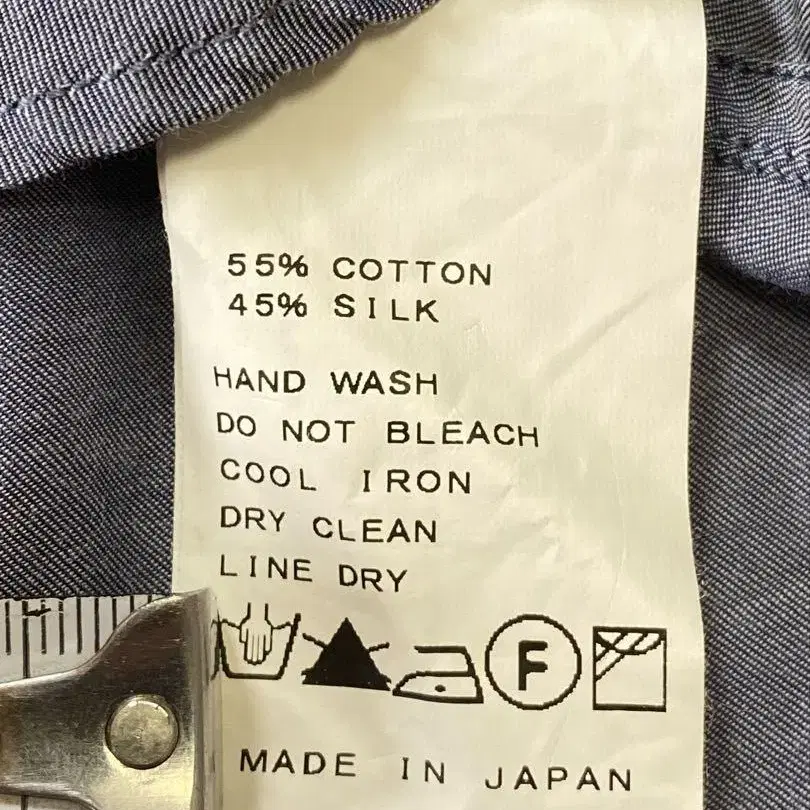 55% COTTON
45% SILK
HAND WASH
DO NOT BLEACH
COOL IRON
DRY CLEAN
LINE DRY
F
MADE IN JAPAN